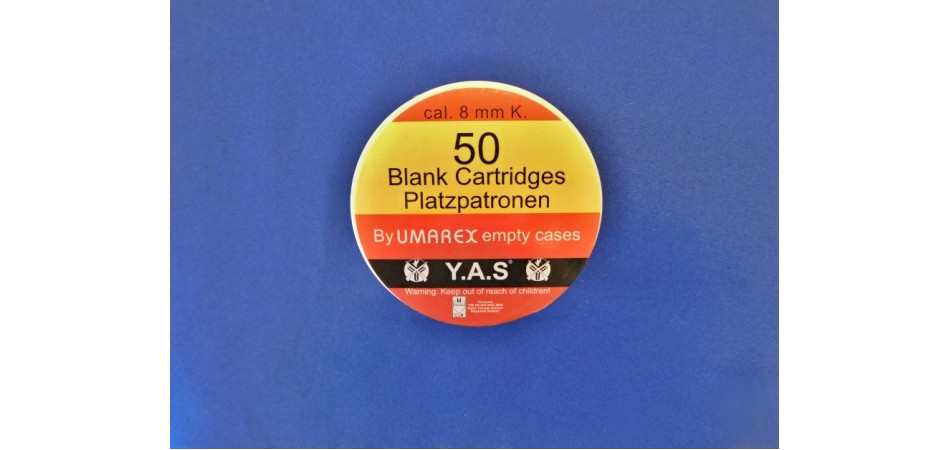 cal. 8 mm K.
50
Blank Cartridges
Platzpatronen
By UMAREX empty cases
Y.A.S®
Warning: Keep out of reach of children!